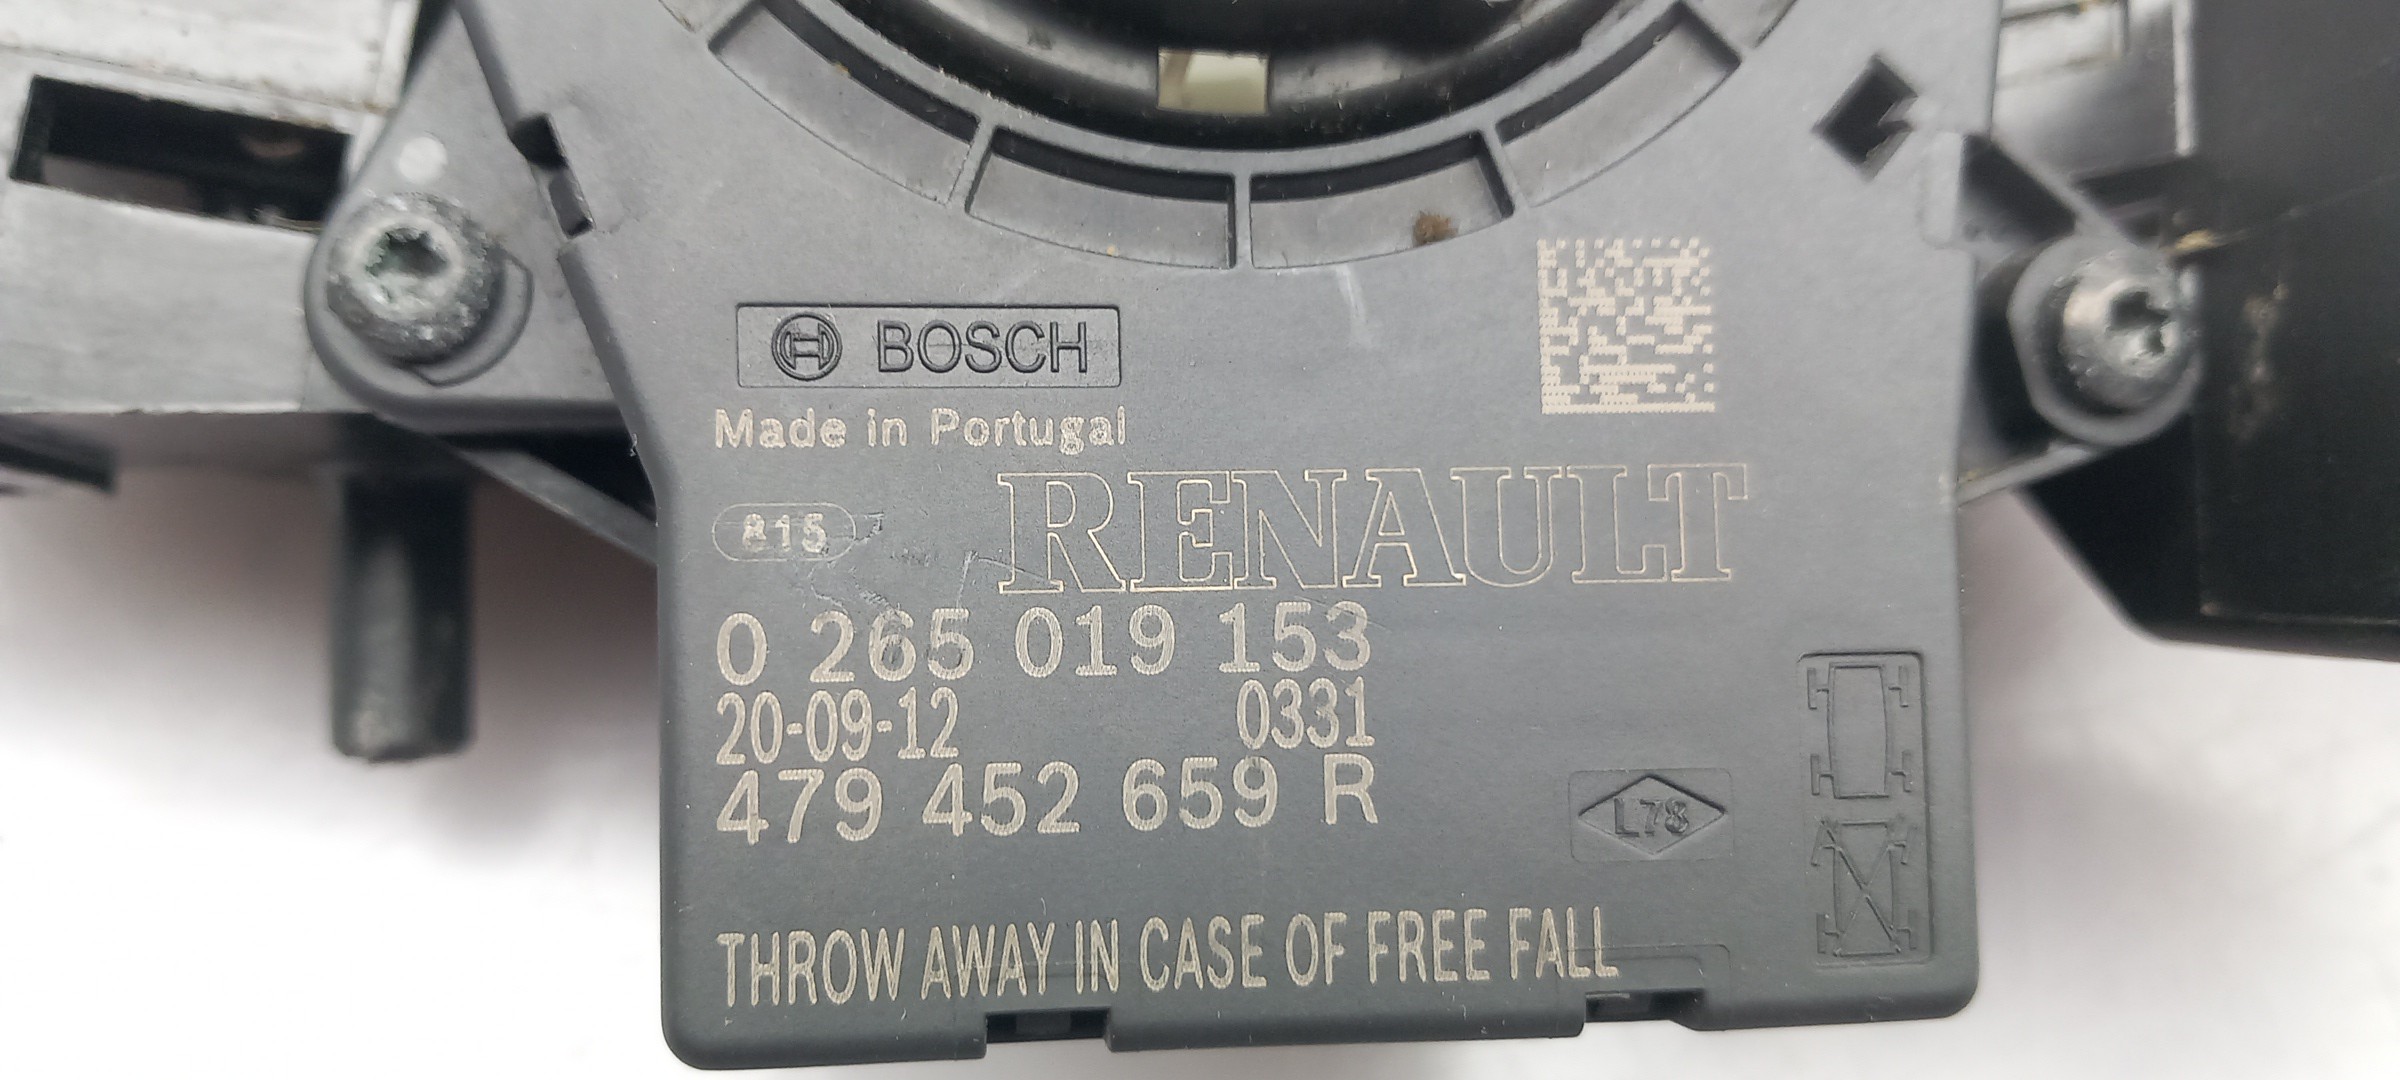 BOSCH
Made in Portugal
815
RENAULT
0 265 019 153
20-09-12 0331
479 452 659 R
L78
THROW AWAY IN CASE OF FREE FALL